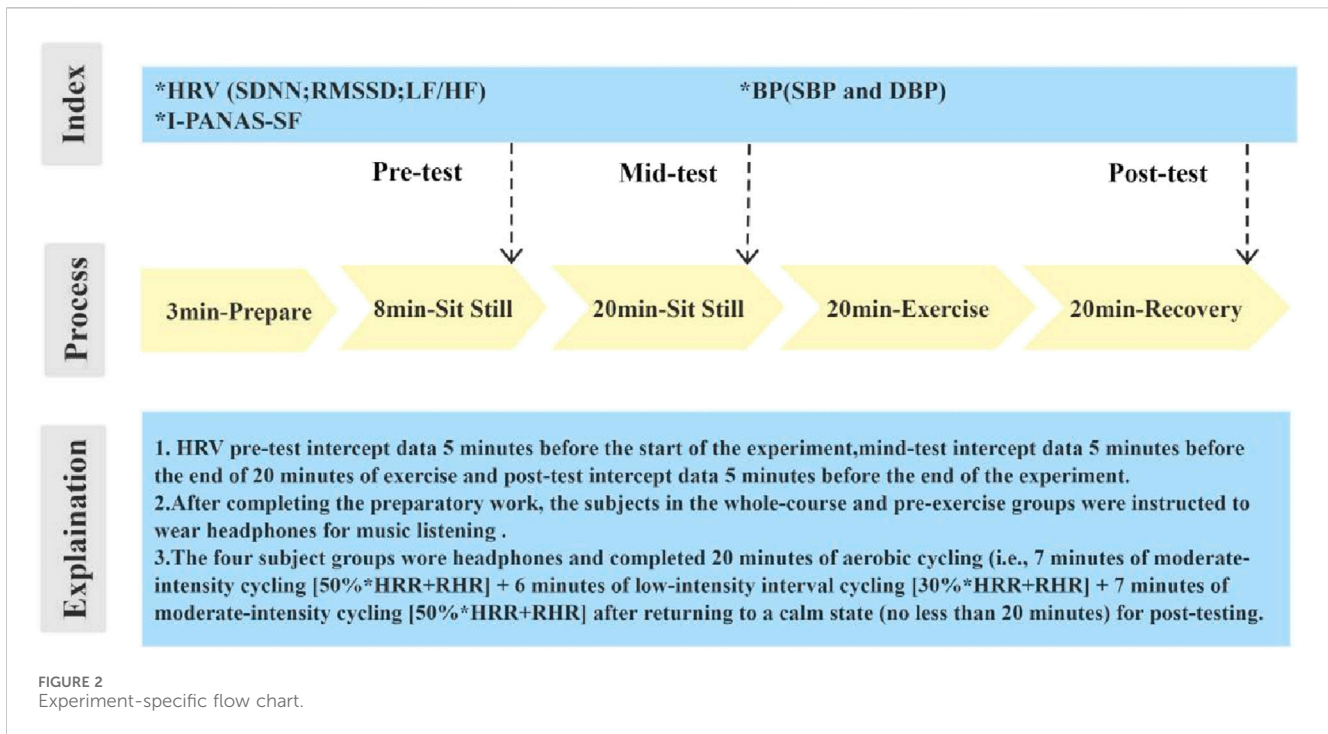 Index
*HRV (SDNN;RMSSD;LF/HF)
*BP(SBP and DBP)
*I-PANAS-SF
Pre-test
Mid-test
Post-test
Process
3min-Prepare
8min-Sit Still
20min-Sit Still
20min-Exercise
20min-Recovery
Explaination
1. HRV pre-test intercept data 5 minutes before the start of the experiment,mind-test intercept data 5 minutes before
the end of 20 minutes of exercise and post-test intercept data 5 minutes before the end of the experiment.
2.After completing the preparatory work, the subjects in the whole-course and pre-exercise groups were instructed to
wear headphones for music listening .
3.The four subject groups wore headphones and completed 20 minutes of aerobic cycling (i.e., 7 minutes of moderate-
intensity cycling [50%*HRR+RHR] + 6 minutes of low-intensity interval cycling [30%*HRR+RHR] + 7 minutes of
moderate-intensity cycling [50%*HRR+RHR] after returning to a calm state (no less than 20 minutes) for post-testing.
FIGURE 2
Experiment-specific flow chart.